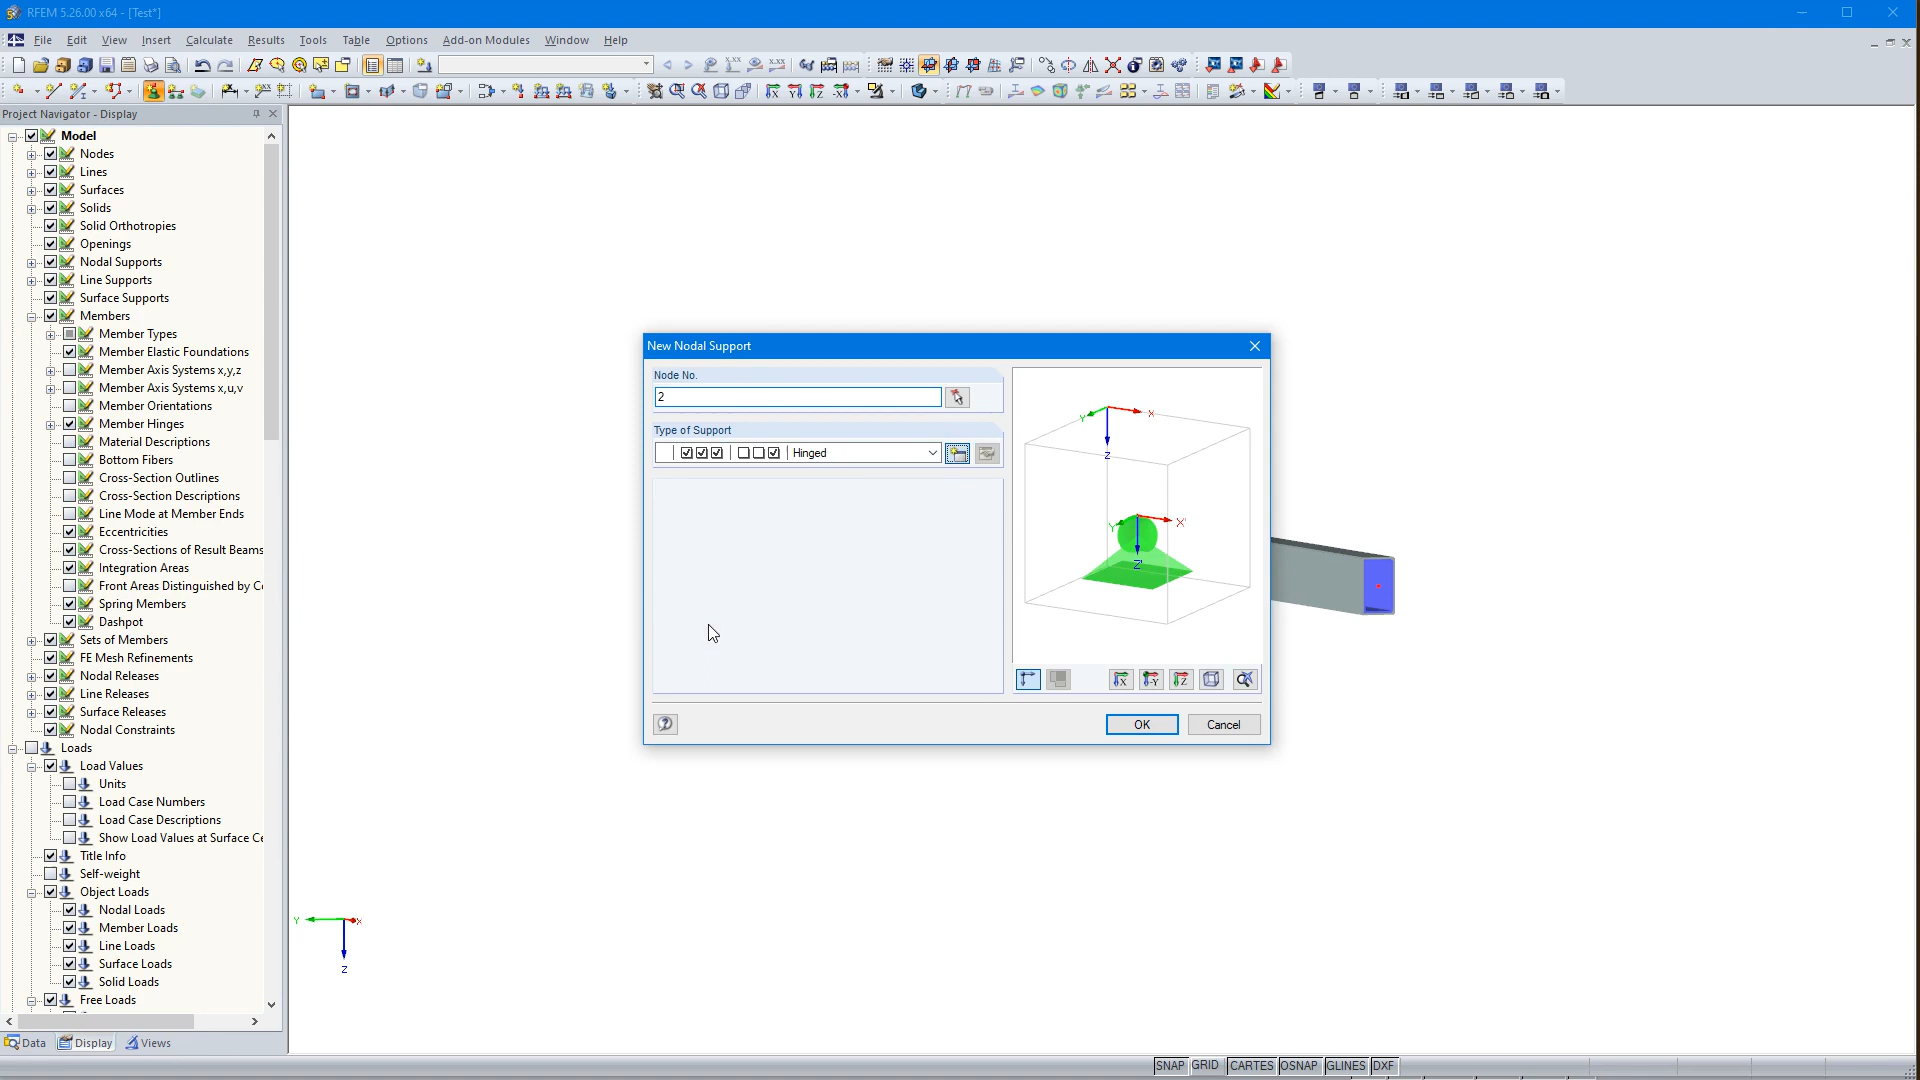 RFEM 5.26.00 x64 - [Test*]
File Edit View Insert Calculate Results Tools Table Options Add-on Modules Window Help
Project Navigator - Display
Model
Nodes
Lines
Surfaces
Solids
Solid Orthotropies
Openings
Nodal Supports
Line Supports
Surface Supports
Members
Member Types
Member Elastic Foundations
Member Axis Systems x,y,z
Member Axis Systems x,u,v
Member Orientations
Member Hinges
Material Descriptions
Bottom Fibers
Cross-Section Outlines
Cross-Section Descriptions
Line Mode at Member Ends
Eccentricities
Cross-Sections of Result Beams
Integration Areas
Front Areas Distinguished by C
Spring Members
Dashpot
Sets of Members
FE Mesh Refinements
Nodal Releases
Line Releases
Surface Releases
Nodal Constraints
Loads
Load Values
Units
Load Case Numbers
Load Case Descriptions
Show Load Values at Surface Ce
Title Info
Self-weight
Object Loads
Nodal Loads
Member Loads
Line Loads
Surface Loads
Solid Loads
Free Loads
Data Display Views
New Nodal Support
Node No.
2
Type of Support
Hinged
Y X
Z
Y' X'
Z'
OK Cancel
Y X
Z
SNAP GRID CARTES OSNAP GLINES DXF